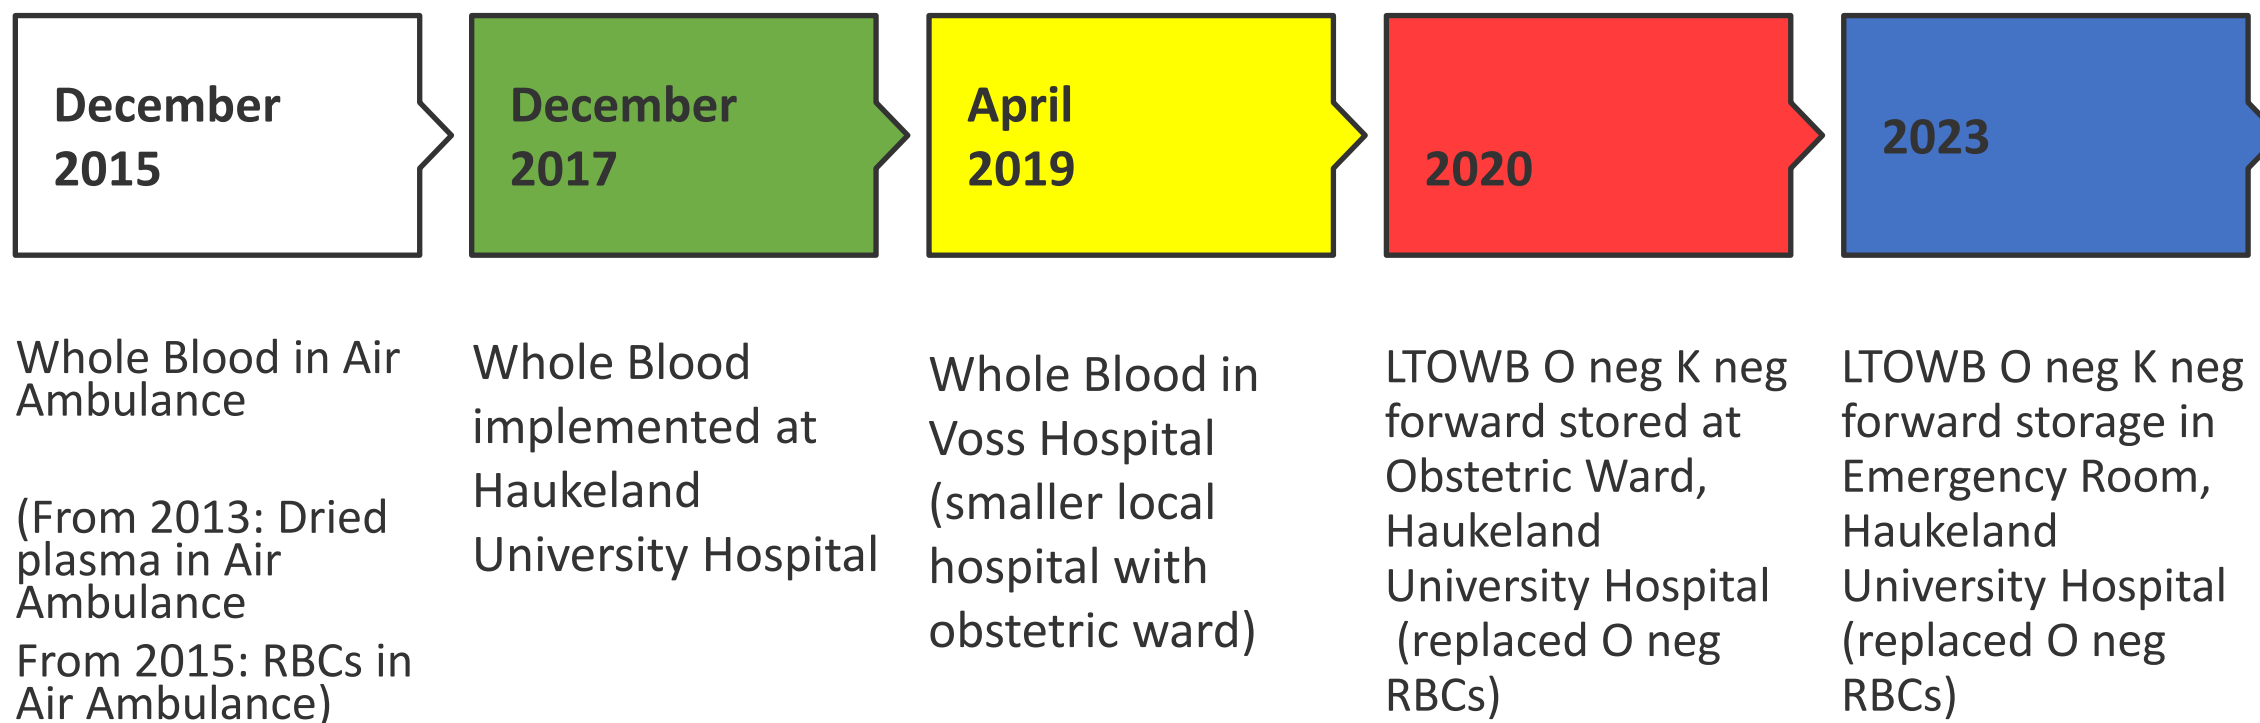 December
2015
December
2017
April
2019
2020
2023
Whole Blood in Air
Ambulance
(From 2013: Dried
plasma in Air
Ambulance
From 2015: RBCs in
Air Ambulance)
Whole Blood
implemented at
Haukeland
University Hospital
Whole Blood in
Voss Hospital
(smaller local
hospital with
obstetric ward)
LTOWB O neg K neg
forward stored at
Obstetric Ward,
Haukeland
University Hospital
(replaced O neg
RBCs)
LTOWB O neg K neg
forward storage in
Emergency Room,
Haukeland
University Hospital
(replaced O neg
RBCs)